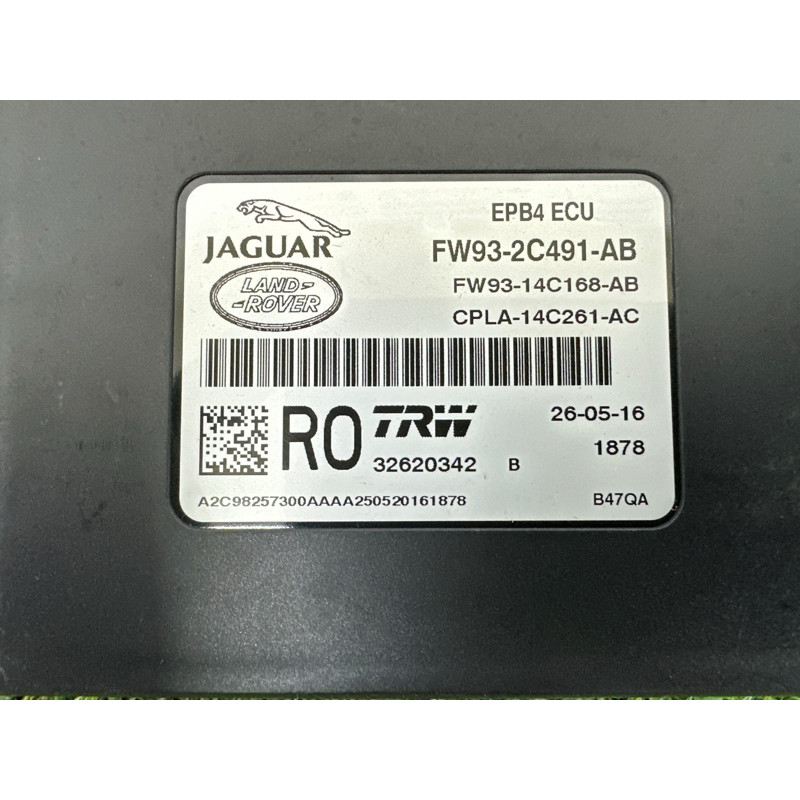 JAGUAR
LAND-
-ROVER
EPB4 ECU
FW93-2C491-AB
FW93-14C168-AB
CPLA-14C261-AC
RO
TRW
32620342 B
26-05-16
1878
A2C98257300AAAA250520161878
B47QA